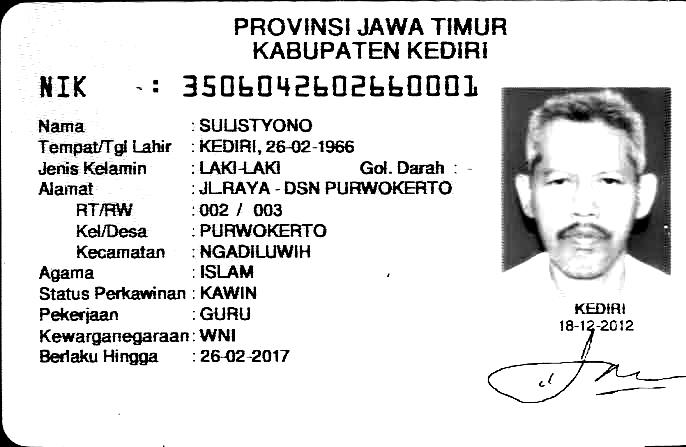 PROVINSI JAWA TIMUR
KABUPATEN KEDIRI
NIK : 3506042602660001
Nama : SULISTYONO
Tempat/Tgl Lahir : KEDIRI, 26-02-1966
Jenis Kelamin : LAKI-LAKI Gol. Darah : -
Alamat : JL.RAYA - DSN PURWOKERTO
RT/RW : 002 / 003
Kel/Desa : PURWOKERTO
Kecamatan : NGADILUWIH
Agama : ISLAM
Status Perkawinan : KAWIN
Pekerjaan : GURU
Kewarganegaraan : WNI
Berlaku Hingga : 26-02-2017
KEDIRI
18-12-2012